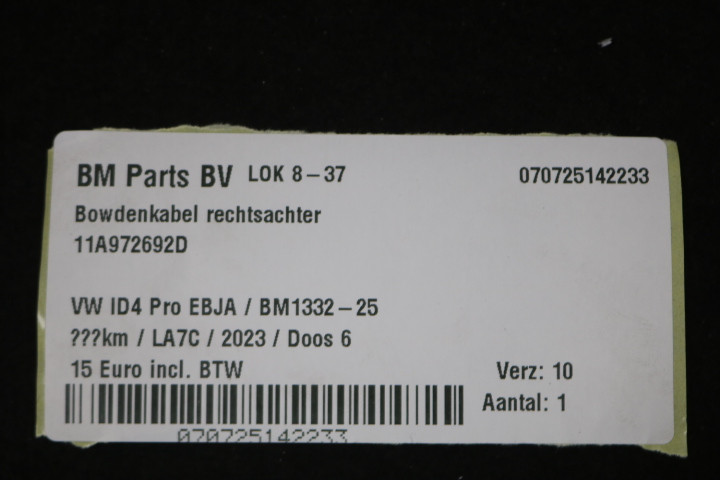 BM Parts BV LOK 8-37 070725142233
Bowdenkabel rechtsachter
11A972692D
VW ID4 Pro EBJA / BM1332-25
???km / LA7C / 2023 / Doos 6
15 Euro incl. BTW Verz: 10
Aantal: 1
070725142233